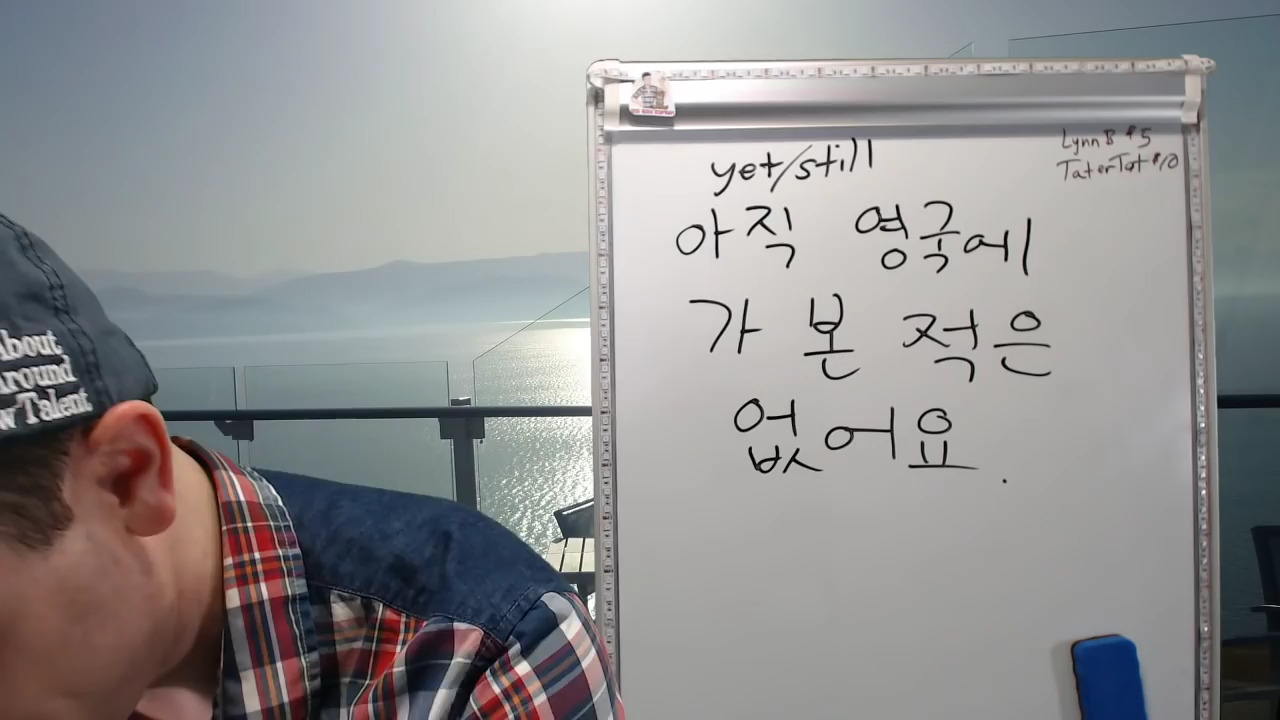 yet/still
LynnB $5
TaterTot $10
아직 영국에
가 본 적은
없어요.
About
Around
w Talent